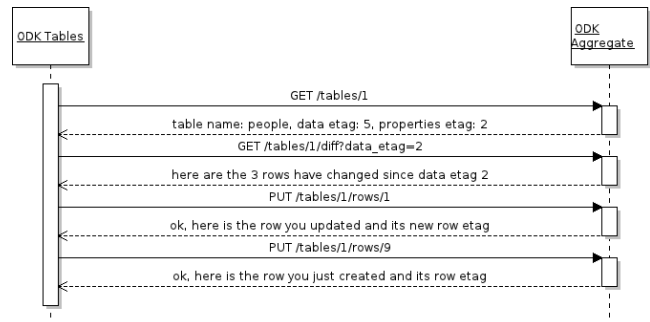 ODK Tables
ODK
Aggregate
GET /tables/1
table name: people, data etag: 5, properties etag: 2
GET /tables/1/diff?data_etag=2
here are the 3 rows have changed since data etag 2
PUT /tables/1/rows/1
ok, here is the row you updated and its new row etag
PUT /tables/1/rows/9
ok, here is the row you just created and its row etag